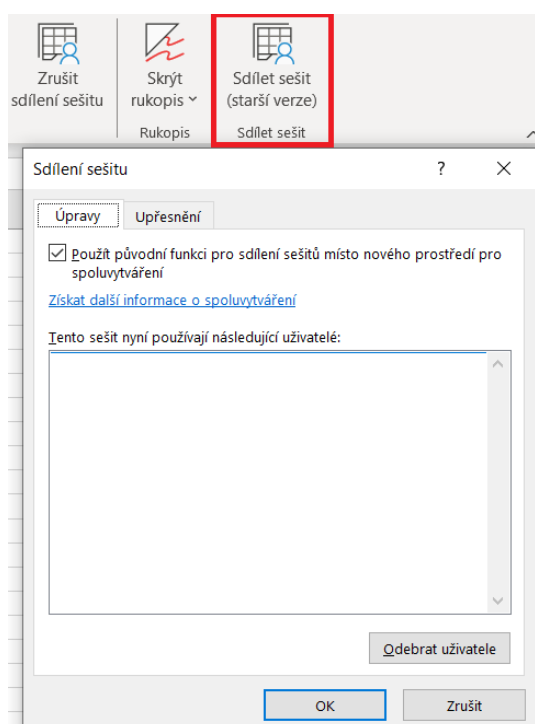 Zrušit
sdílení sešitu
Skrýt
rukopis
Rukopis
Sdílet sešit
(starší verze)
Sdílet sešit
Sdílení sešitu
?
Úpravy
Upřesnění
Použít původní funkci pro sdílení sešitů místo nového prostředí pro
spoluvytváření
Získat další informace o spoluvytváření
Tento sešit nyní používají následující uživatelé:
Odebrat uživatele
OK
Zrušit